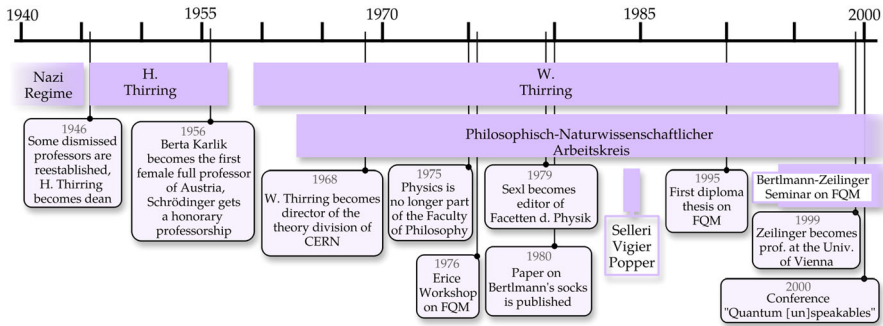 1940
1955
1970
1985
2000
Nazi
Regime
H.
Thirring
W.
Thirring
Philosophisch-Naturwissenschaftlicher
Arbeitskreis
1946
Some dismissed
professors are
reestablished,
H. Thirring
becomes dean
1956
Berta Karlik
becomes the first
female full professor
of Austria,
Schrödinger gets
a honorary
professorship
1968
W. Thirring becomes
director of the
theory division of
CERN
1975
Physics is
no longer part
of the Faculty
of Philosophy
1976
Erice
Workshop
on FQM
1979
Sexl becomes
editor of
Facetten d. Physik
1980
Paper on
Bertlmann's socks
is published
Selleri
Vigier
Popper
1995
First diploma
thesis on
FQM
Bertlmann-Zeilinger
Seminar on FQM
1999
Zeilinger becomes
prof. at the Univ.
of Vienna
2000
Conference
"Quantum [un]speakables"